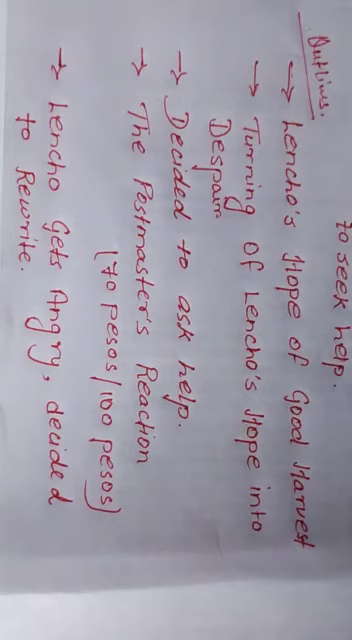 to seek help.
Outlines.
→ Lencho's Hope of Good Harvest
→ Turning of Lencho's Hope into
Despair.
→ Decided to ask help.
→ The Postmaster's Reaction
(70 pesos/100 pesos)
→ Lencho Gets Angry, decided
to Rewrite.